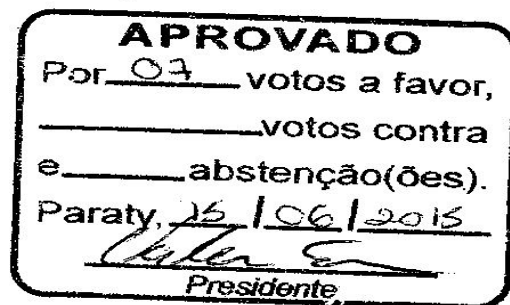 APROVADO
Por 07 votos a favor,
votos contra
e abstenção(ões).
Paraty, 15 / 06 / 2015
Presidente